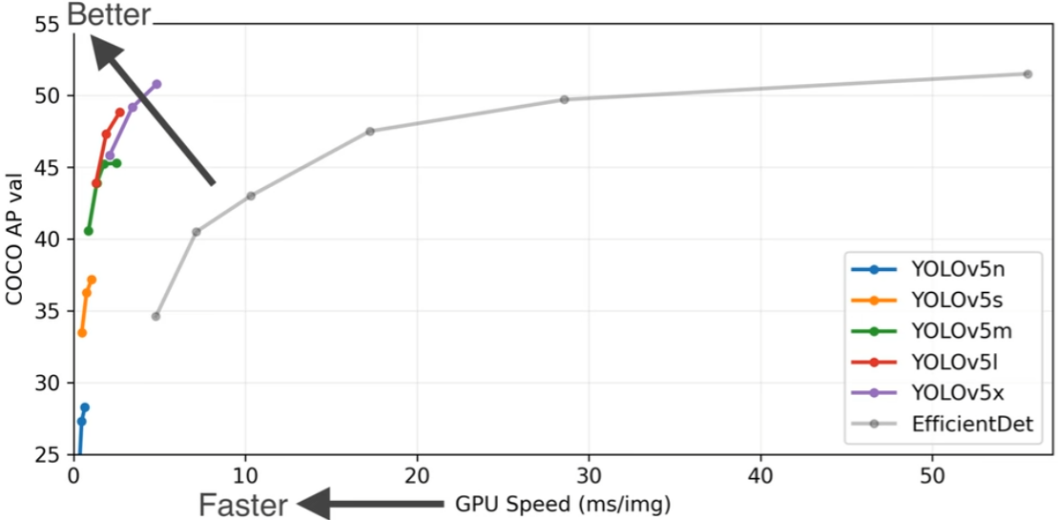 Better
55
50
45
40
35
30
25
COCO AP val
YOLOv5n
YOLOv5s
YOLOv5m
YOLOv5l
YOLOv5x
EfficientDet
0 10 20 30 40 50
Faster GPU Speed (ms/img)